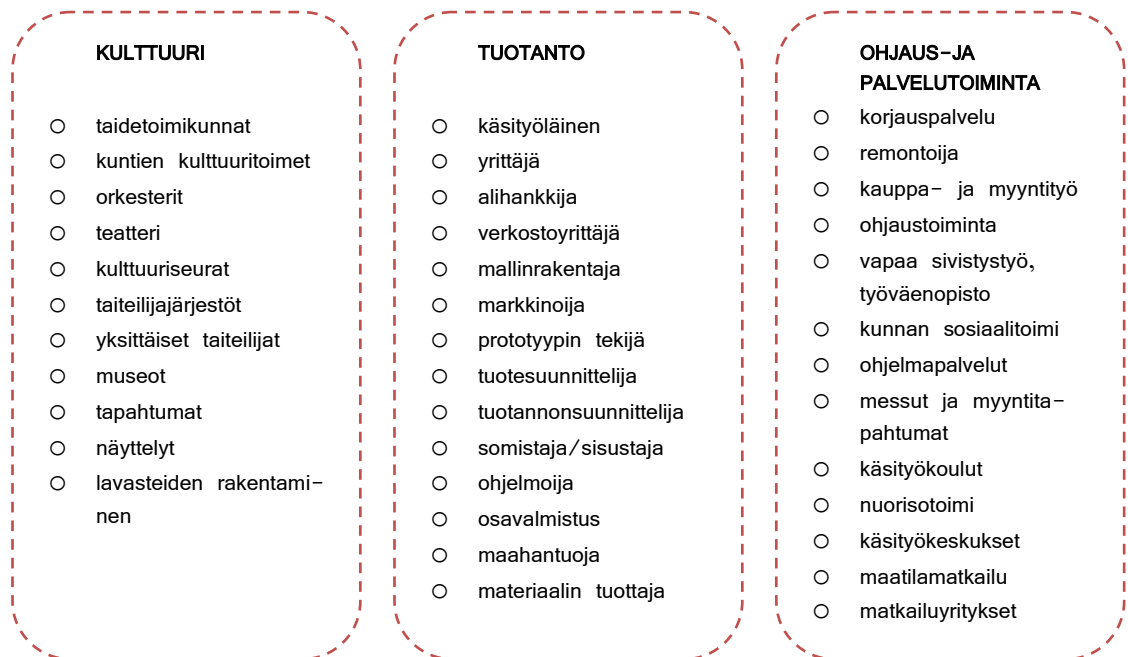 KULTTUURI
taidetoimikunnat
kuntien kulttuuritoimet
orkesterit
teatteri
kulttuuriseurat
taiteilijajärjestöt
yksittäiset taiteilijat
museot
tapahtumat
näyttelyt
lavasteiden rakentami-
nen
TUOTANTO
käsityöläinen
yrittäjä
alihankkija
verkostoyrittäjä
mallinrakentaja
markkinoija
prototyypin tekijä
tuotesuunnittelija
tuotannonsuunnittelija
somistaja/sisustaja
ohjelmoija
osavalmistus
maahantuoja
materiaalin tuottaja
OHJAUS-JA
PALVELUTOIMINTA
korjauspalvelu
remontoija
kauppa- ja myyntityö
ohjaustoiminta
vapaa sivistystyö,
työväenopisto
kunnan sosiaalitoimi
ohjelmapalvelut
messut ja myyntita-
pahtumat
käsityökoulut
nuorisotoimi
käsityökeskukset
maatilamatkailu
matkailuyritykset